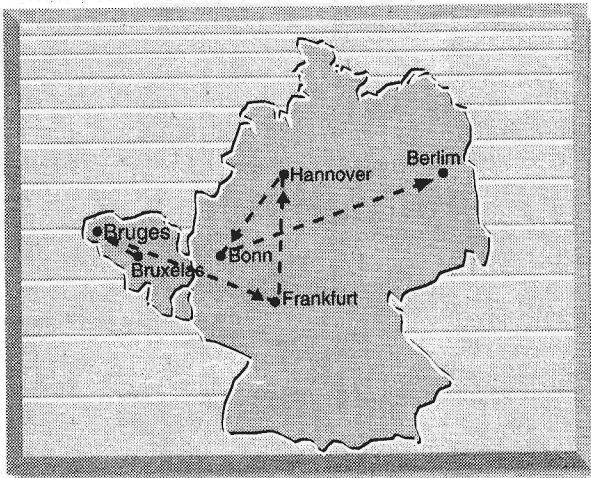 Berlim
Hannover
Bruges
Bruxelas
Bonn
Frankfurt